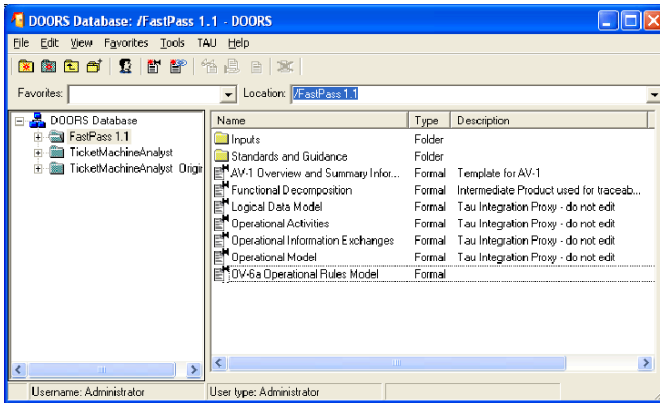 DOORS Database: /FastPass 1.1 - DOORS
File Edit View Favorites Tools TAU Help
Favorites: Location: /FastPass 1.1
DOORS Database
FastPass 1.1
TicketMachineAnalyst
TicketMachineAnalyst Origir
Name Type Description
Inputs Folder
Standards and Guidance Folder
AV-1 Overview and Summary Infor... Formal Template for AV-1
Functional Decomposition Formal Intermediate Product used for traceab...
Logical Data Model Formal Tau Integration Proxy - do not edit
Operational Activities Formal Tau Integration Proxy - do not edit
Operational Information Exchanges Formal Tau Integration Proxy - do not edit
Operational Model Formal Tau Integration Proxy - do not edit
OV-6a Operational Rules Model Formal
Username: Administrator User type: Administrator